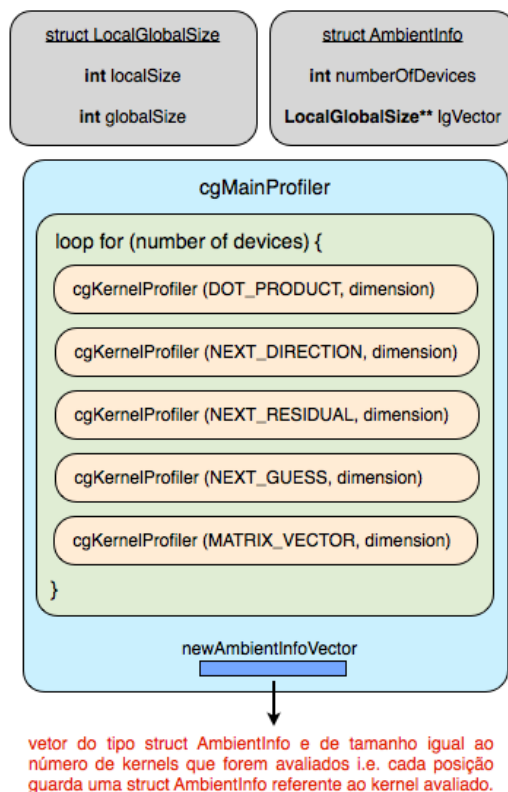 struct LocalGlobalSize
int localSize
int globalSize
struct AmbientInfo
int numberOfDevices
LocalGlobalSize** lgVector
cgMainProfiler
loop for (number of devices) {
cgKernelProfiler (DOT_PRODUCT, dimension)
cgKernelProfiler (NEXT_DIRECTION, dimension)
cgKernelProfiler (NEXT_RESIDUAL, dimension)
cgKernelProfiler (NEXT_GUESS, dimension)
cgKernelProfiler (MATRIX_VECTOR, dimension)
}
newAmbientInfoVector
vetor do tipo struct AmbientInfo e de tamanho igual ao
número de kernels que forem avaliados i.e. cada posição
guarda uma struct AmbientInfo referente ao kernel avaliado.